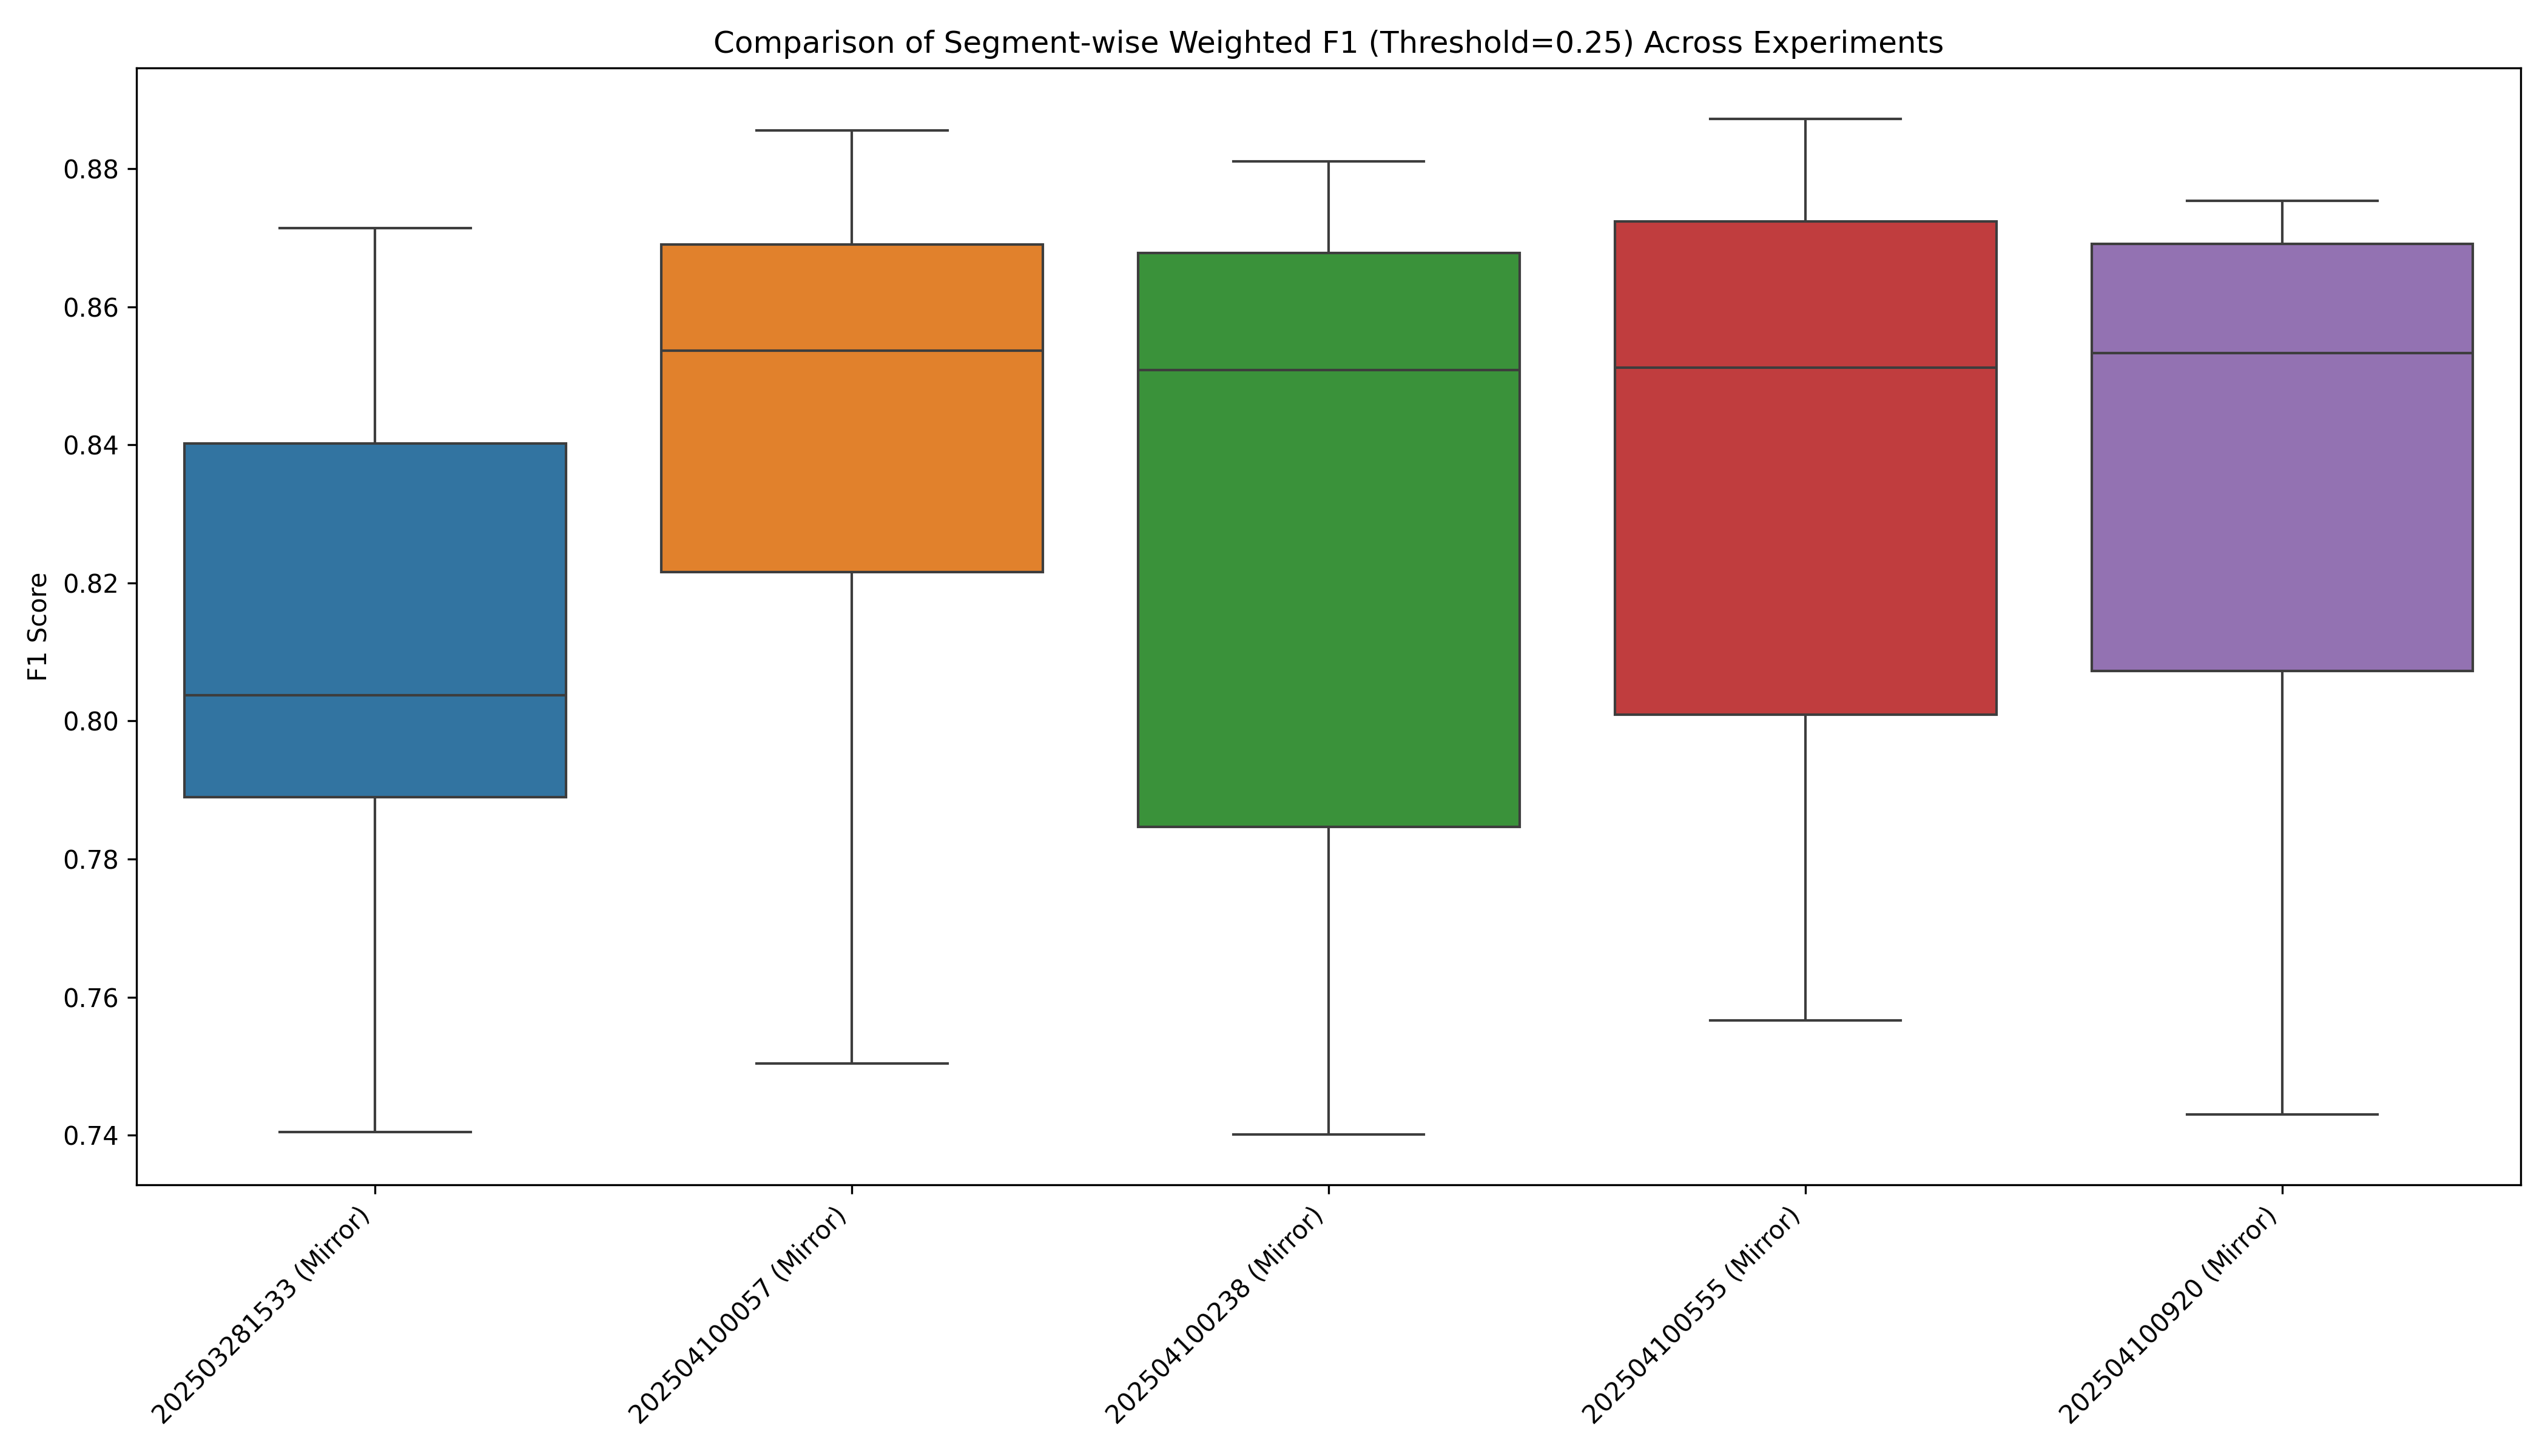 Comparison of Segment-wise Weighted F1 (Threshold=0.25) Across Experiments
F1 Score
0.88
0.86
0.84
0.82
0.80
0.78
0.76
0.74
202503281533 (Mirror)
202504100057 (Mirror)
202504100238 (Mirror)
202504100555 (Mirror)
202504100920 (Mirror)